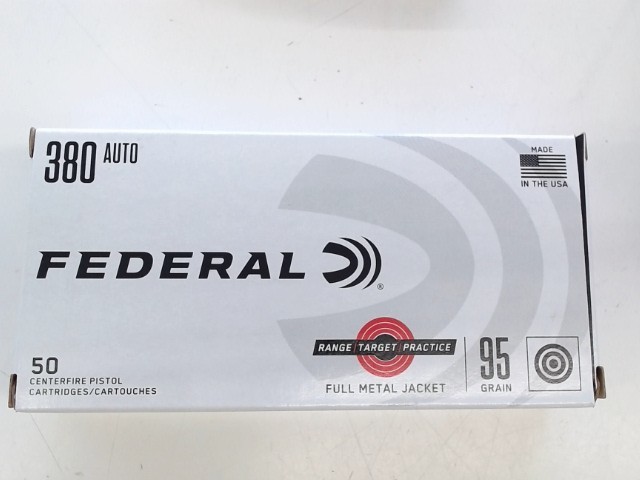 380 AUTO
MADE
IN THE USA
FEDERAL®
RANGE TARGET PRACTICE
FULL METAL JACKET
95
GRAIN
50
CENTERFIRE PISTOL
CARTRIDGES/CARTOUCHES